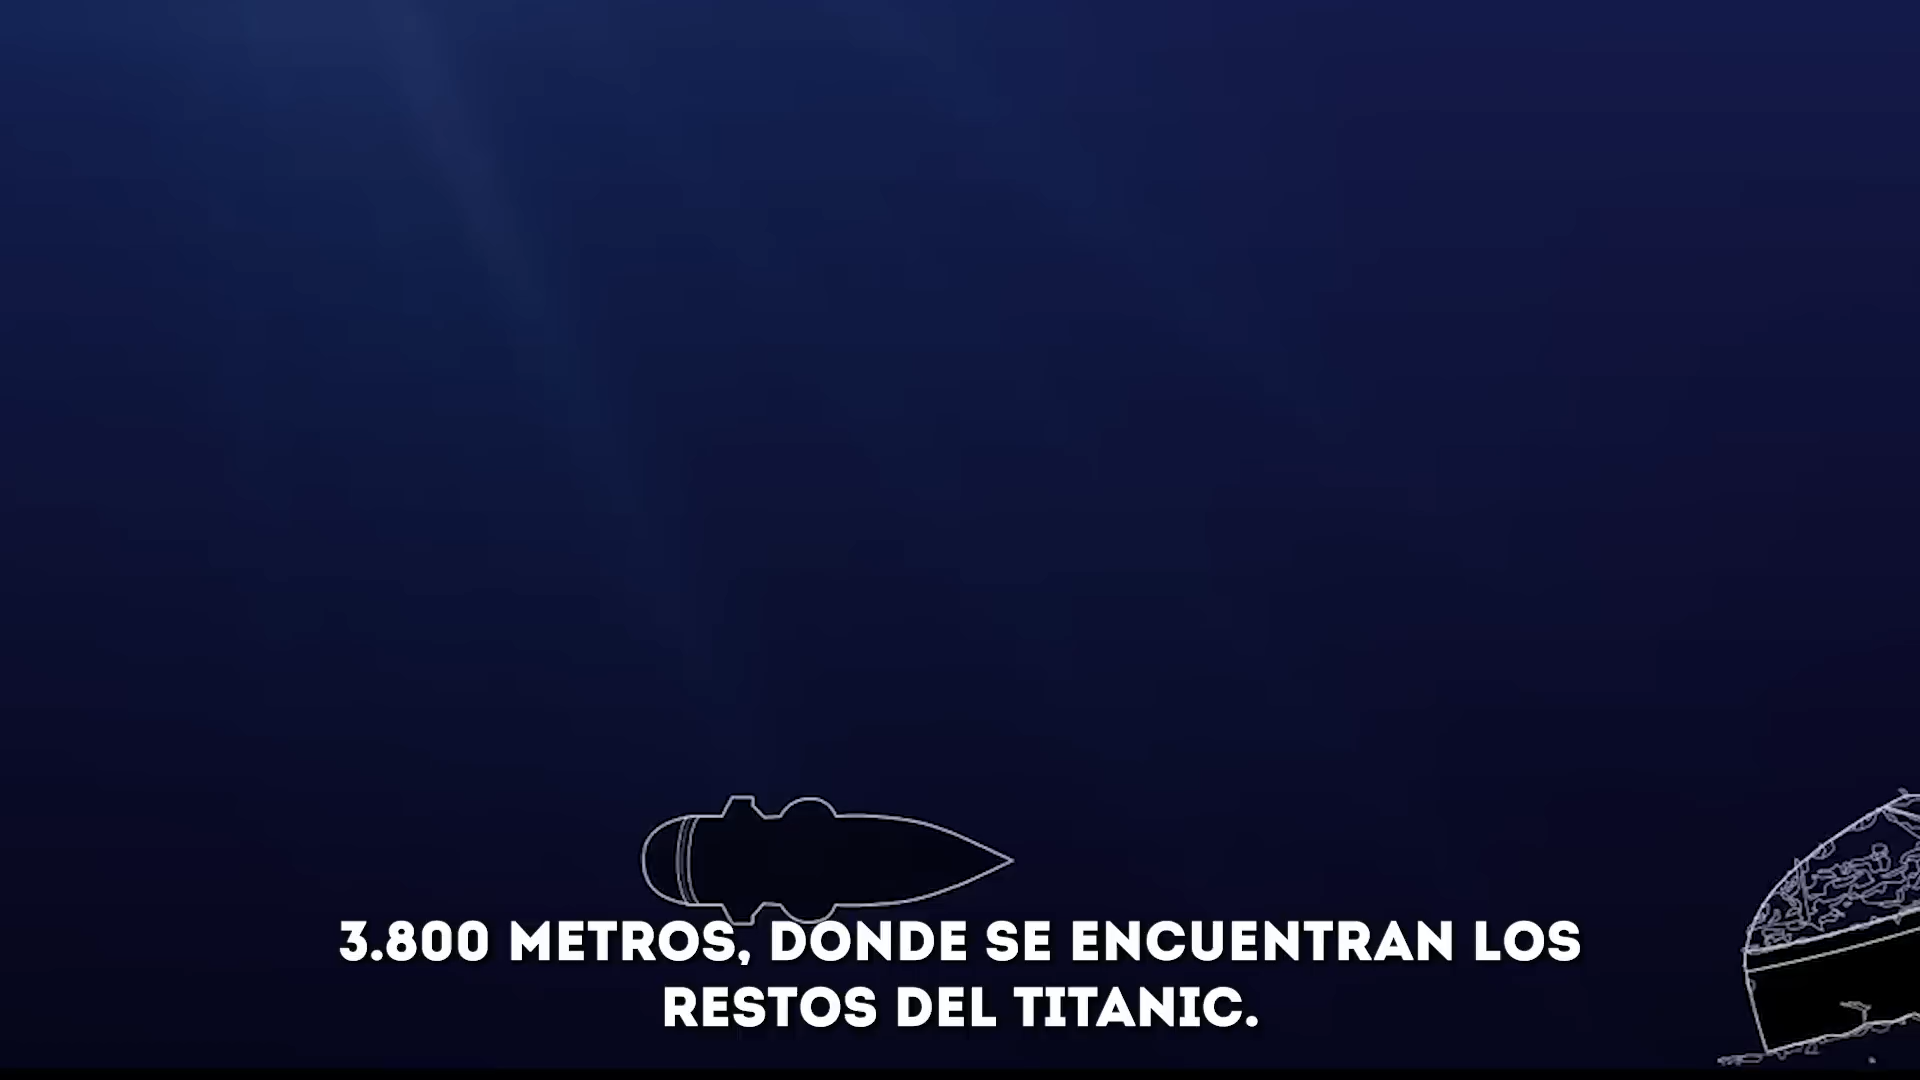 3.800 METROS, DONDE SE ENCUENTRAN LOS
RESTOS DEL TITANIC.